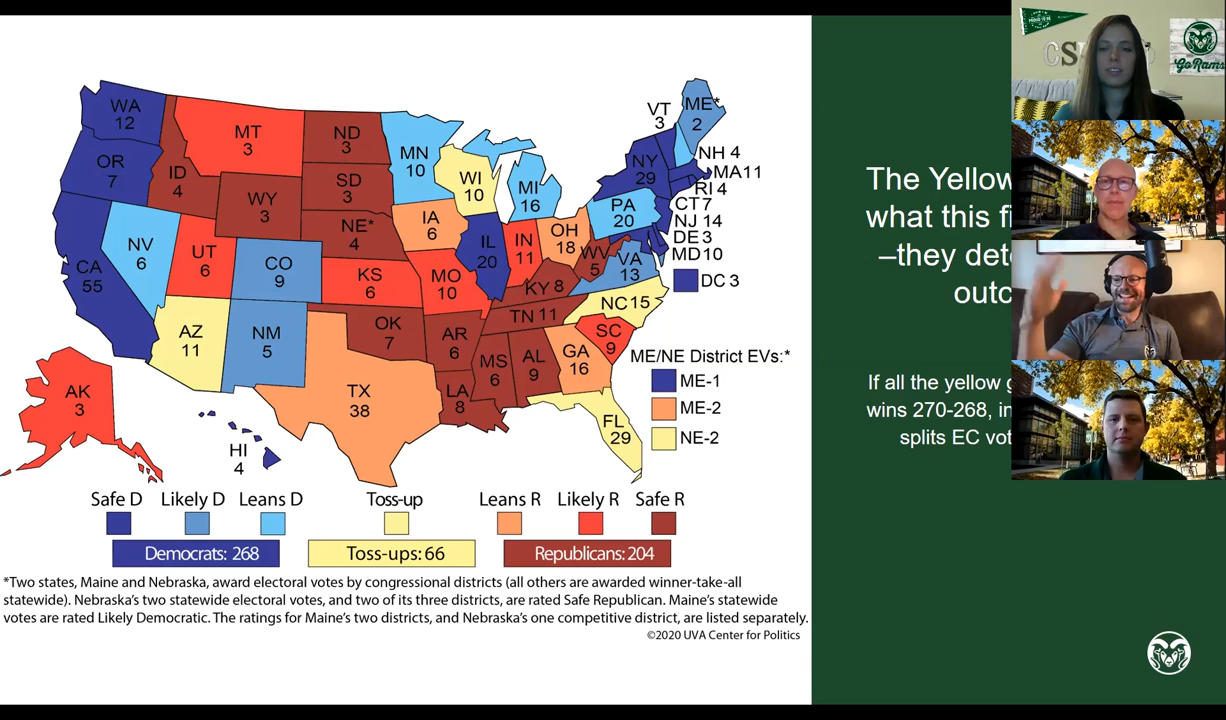 WA
12
OR
7
CA
55
ID
4
NV
6
MT
3
WY
3
UT
6
AZ
11
CO
9
NM
5
ND
3
SD
3
NE*
4
KS
6
OK
7
TX
38
MN
10
IA
6
MO
10
AR
6
LA
8
WI
10
IL
20
MI
16
IN
11
OH
18
KY 8
TN 11
MS
6
AL
9
GA
16
FL
29
SC
9
NC 15
WV
5
VA
13
PA
20
NY
29
VT
3
ME*
2
NH 4
MA 11
RI 4
CT 7
NJ 14
DE 3
MD 10
DC 3
AK
3
HI
4
ME/NE District EVs:*
ME-1
ME-2
NE-2
Safe D Likely D Leans D Toss-up Leans R Likely R Safe R
Democrats: 268 Toss-ups: 66 Republicans: 204
*Two states, Maine and Nebraska, award electoral votes by congressional districts (all others are awarded winner-take-all
statewide). Nebraska's two statewide electoral votes, and two of its three districts, are rated Safe Republican. Maine's statewide
votes are rated Likely Democratic. The ratings for Maine's two districts, and Nebraska's one competitive district, are listed separately.
©2020 UVA Center for Politics
The Yellow
what this
–they
If all the yellow
wins 270-268,
splits EC
GoRams